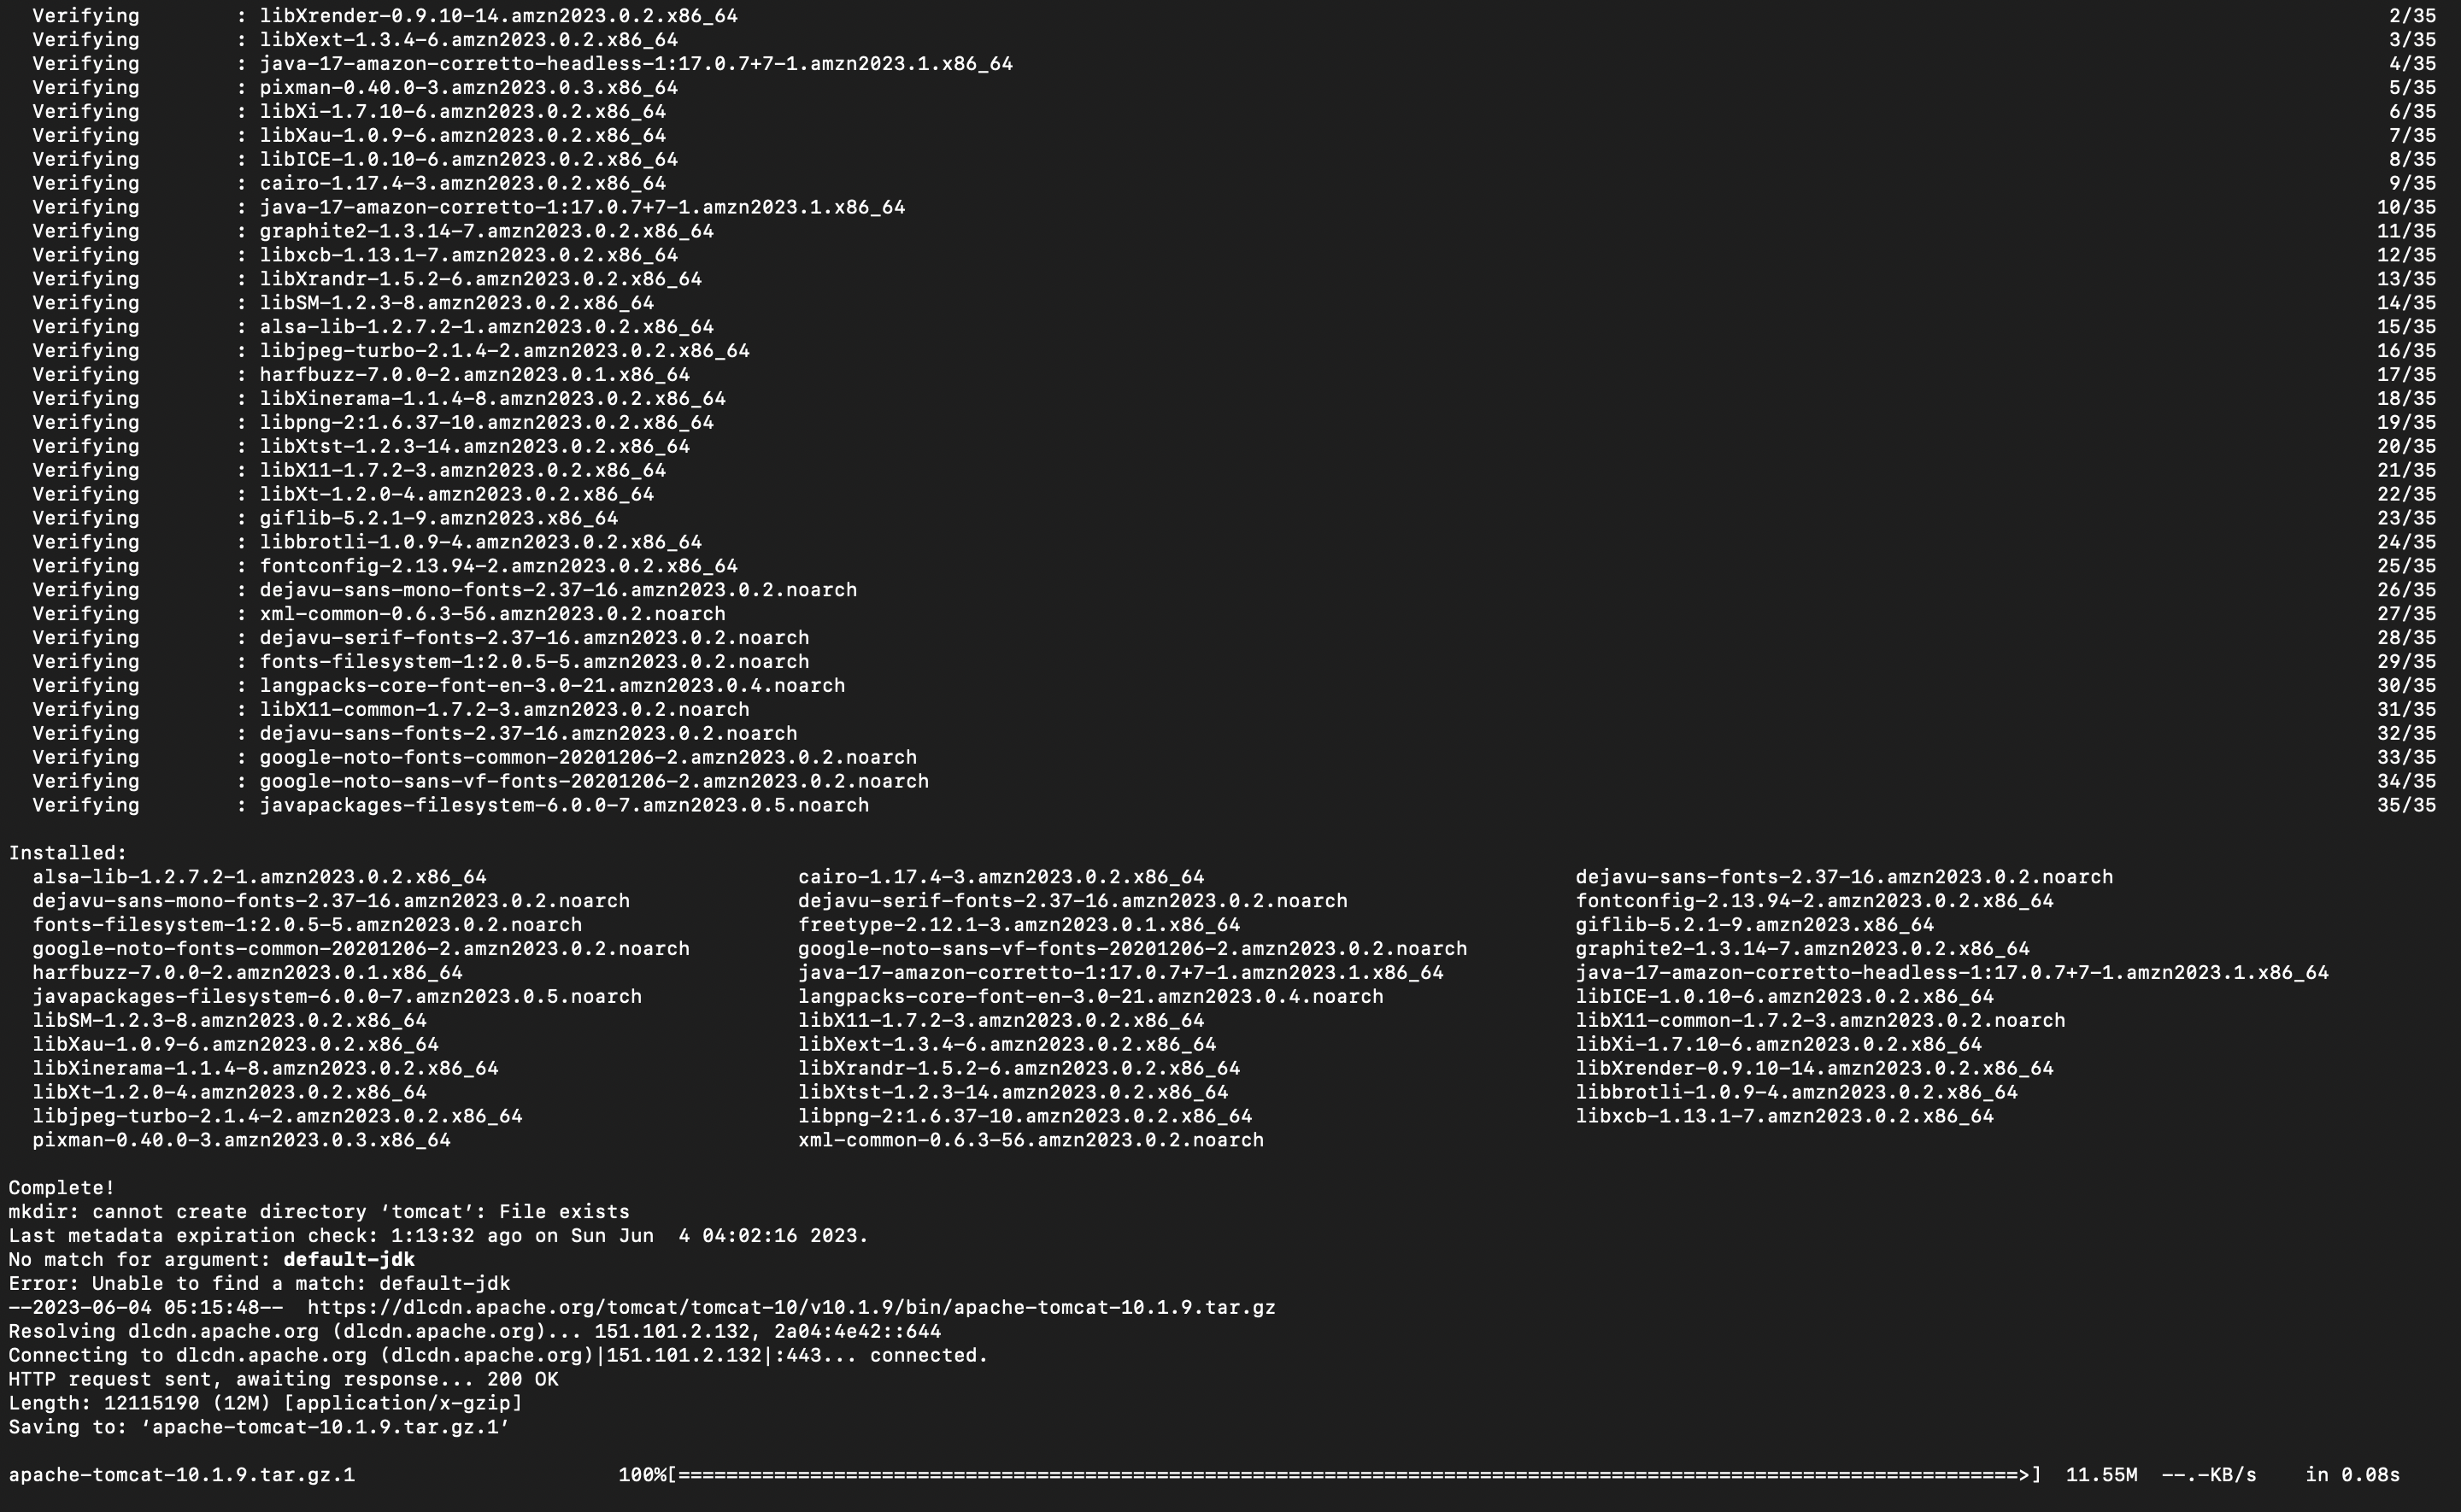 Verifying : libXrender-0.9.10-14.amzn2023.0.2.x86_64 2/35
Verifying : libXext-1.3.4-6.amzn2023.0.2.x86_64 3/35
Verifying : java-17-amazon-corretto-headless-1:17.0.7+7-1.amzn2023.1.x86_64 4/35
Verifying : pixman-0.40.0-3.amzn2023.0.3.x86_64 5/35
Verifying : libXi-1.7.10-6.amzn2023.0.2.x86_64 6/35
Verifying : libXau-1.0.9-6.amzn2023.0.2.x86_64 7/35
Verifying : libICE-1.0.10-6.amzn2023.0.2.x86_64 8/35
Verifying : cairo-1.17.4-3.amzn2023.0.2.x86_64 9/35
Verifying : java-17-amazon-corretto-1:17.0.7+7-1.amzn2023.1.x86_64 10/35
Verifying : graphite2-1.3.14-7.amzn2023.0.2.x86_64 11/35
Verifying : libxcb-1.13.1-7.amzn2023.0.2.x86_64 12/35
Verifying : libXrandr-1.5.2-6.amzn2023.0.2.x86_64 13/35
Verifying : libSM-1.2.3-8.amzn2023.0.2.x86_64 14/35
Verifying : alsa-lib-1.2.7.2-1.amzn2023.0.2.x86_64 15/35
Verifying : libjpeg-turbo-2.1.4-2.amzn2023.0.2.x86_64 16/35
Verifying : harfbuzz-7.0.0-2.amzn2023.0.1.x86_64 17/35
Verifying : libXinerama-1.1.4-8.amzn2023.0.2.x86_64 18/35
Verifying : libpng-2:1.6.37-10.amzn2023.0.2.x86_64 19/35
Verifying : libXtst-1.2.3-14.amzn2023.0.2.x86_64 20/35
Verifying : libX11-1.7.2-3.amzn2023.0.2.x86_64 21/35
Verifying : libXt-1.2.0-4.amzn2023.0.2.x86_64 22/35
Verifying : giflib-5.2.1-9.amzn2023.x86_64 23/35
Verifying : libbrotli-1.0.9-4.amzn2023.0.2.x86_64 24/35
Verifying : fontconfig-2.13.94-2.amzn2023.0.2.x86_64 25/35
Verifying : dejavu-sans-mono-fonts-2.37-16.amzn2023.0.2.noarch 26/35
Verifying : xml-common-0.6.3-56.amzn2023.0.2.noarch 27/35
Verifying : dejavu-serif-fonts-2.37-16.amzn2023.0.2.noarch 28/35
Verifying : fonts-filesystem-1:2.0.5-5.amzn2023.0.2.noarch 29/35
Verifying : langpacks-core-font-en-3.0-21.amzn2023.0.4.noarch 30/35
Verifying : libX11-common-1.7.2-3.amzn2023.0.2.noarch 31/35
Verifying : dejavu-sans-fonts-2.37-16.amzn2023.0.2.noarch 32/35
Verifying : google-noto-fonts-common-20201206-2.amzn2023.0.2.noarch 33/35
Verifying : google-noto-sans-vf-fonts-20201206-2.amzn2023.0.2.noarch 34/35
Verifying : javapackages-filesystem-6.0.0-7.amzn2023.0.5.noarch 35/35

Installed:
alsa-lib-1.2.7.2-1.amzn2023.0.2.x86_64 cairo-1.17.4-3.amzn2023.0.2.x86_64 dejavu-sans-fonts-2.37-16.amzn2023.0.2.noarch
dejavu-sans-mono-fonts-2.37-16.amzn2023.0.2.noarch dejavu-serif-fonts-2.37-16.amzn2023.0.2.noarch fontconfig-2.13.94-2.amzn2023.0.2.x86_64
fonts-filesystem-1:2.0.5-5.amzn2023.0.2.noarch freetype-2.12.1-3.amzn2023.0.1.x86_64 giflib-5.2.1-9.amzn2023.x86_64
google-noto-fonts-common-20201206-2.amzn2023.0.2.noarch google-noto-sans-vf-fonts-20201206-2.amzn2023.0.2.noarch graphite2-1.3.14-7.amzn2023.0.2.x86_64
harfbuzz-7.0.0-2.amzn2023.0.1.x86_64 java-17-amazon-corretto-1:17.0.7+7-1.amzn2023.1.x86_64 java-17-amazon-corretto-headless-1:17.0.7+7-1.amzn2023.1.x86_64
javapackages-filesystem-6.0.0-7.amzn2023.0.5.noarch langpacks-core-font-en-3.0-21.amzn2023.0.4.noarch libICE-1.0.10-6.amzn2023.0.2.x86_64
libSM-1.2.3-8.amzn2023.0.2.x86_64 libX11-1.7.2-3.amzn2023.0.2.x86_64 libX11-common-1.7.2-3.amzn2023.0.2.noarch
libXau-1.0.9-6.amzn2023.0.2.x86_64 libXext-1.3.4-6.amzn2023.0.2.x86_64 libXi-1.7.10-6.amzn2023.0.2.x86_64
libXinerama-1.1.4-8.amzn2023.0.2.x86_64 libXrandr-1.5.2-6.amzn2023.0.2.x86_64 libXrender-0.9.10-14.amzn2023.0.2.x86_64
libXt-1.2.0-4.amzn2023.0.2.x86_64 libXtst-1.2.3-14.amzn2023.0.2.x86_64 libbrotli-1.0.9-4.amzn2023.0.2.x86_64
libjpeg-turbo-2.1.4-2.amzn2023.0.2.x86_64 libpng-2:1.6.37-10.amzn2023.0.2.x86_64 libxcb-1.13.1-7.amzn2023.0.2.x86_64
pixman-0.40.0-3.amzn2023.0.3.x86_64 xml-common-0.6.3-56.amzn2023.0.2.noarch

Complete!
mkdir: cannot create directory ‘tomcat’: File exists
Last metadata expiration check: 1:13:32 ago on Sun Jun  4 04:02:16 2023.
No match for argument: default-jdk
Error: Unable to find a match: default-jdk
--2023-06-04 05:15:48--  https://dlcdn.apache.org/tomcat/tomcat-10/v10.1.9/bin/apache-tomcat-10.1.9.tar.gz
Resolving dlcdn.apache.org (dlcdn.apache.org)... 151.101.2.132, 2a04:4e42::644
Connecting to dlcdn.apache.org (dlcdn.apache.org)|151.101.2.132|:443... connected.
HTTP request sent, awaiting response... 200 OK
Length: 12115190 (12M) [application/x-gzip]
Saving to: ‘apache-tomcat-10.1.9.tar.gz.1’

apache-tomcat-10.1.9.tar.gz.1 100%[================================================================================================================>] 11.55M --.-KB/s in 0.08s